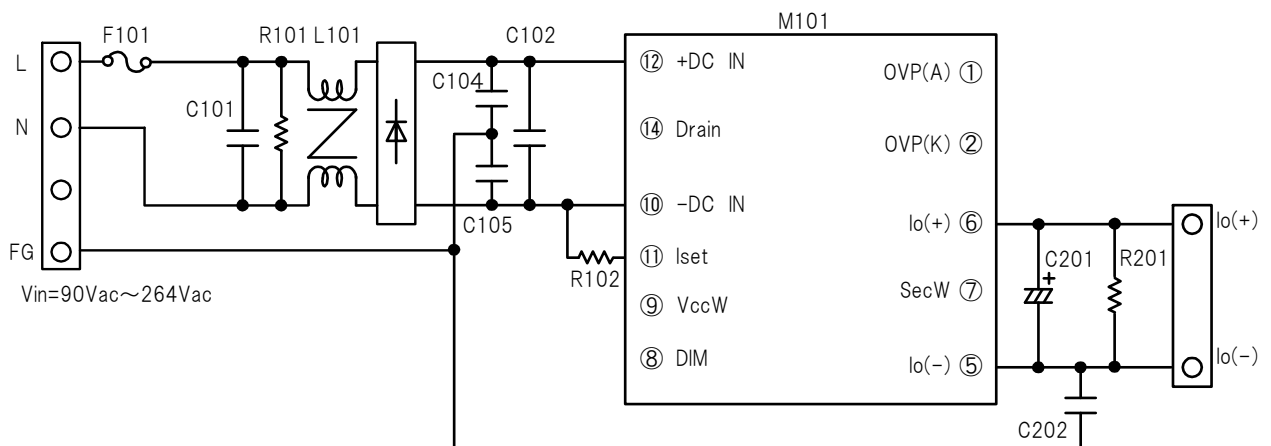 M101
F101
R101 L101
C102
L
⑫ +DC IN
OVP(A) ①
C104
C101
N
⑭ Drain
OVP(K) ②
⑩ -DC IN
C105
Io(+) ⑥
Io(+)
FG
⑪ Iset
C201
R201
+
R102
Vin=90Vac～264Vac
SecW ⑦
⑨ VccW
⑧ DIM
Io(-) ⑤
Io(-)
C202